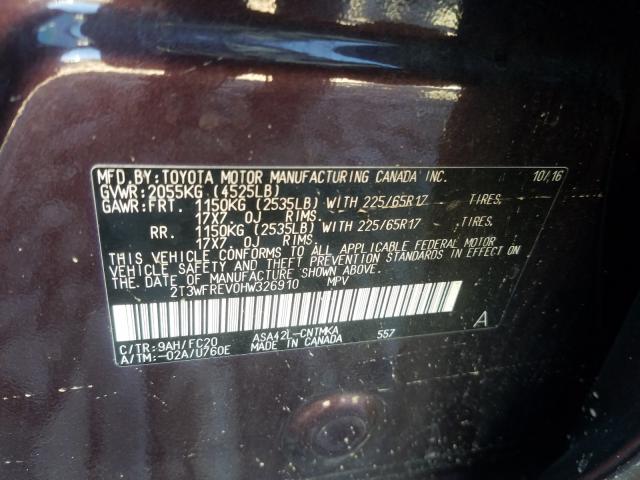 MFD.BY:TOYOTA MOTOR MANUFACTURING CANADA INC. 10/16
GVWR:2055KG (4525LB)
GAWR:FRT. 1150KG (2535LB) WITH 225/65R17 TIRES.
17X7.0J RIMS.
RR. 1150KG (2535LB) WITH 225/65R17 TIRES.
17X7.0J RIMS.
THIS VEHICLE CONFORMS TO ALL APPLICABLE FEDERAL MOTOR
VEHICLE SAFETY AND THEFT PREVENTION STANDARDS IN EFFECT ON
THE DATE OF MANUFACTURE SHOWN ABOVE.
2T3WFREV0HW326910 MPV
C/TR:9AH/FC20 ASA42L-CNTMKA 557 A
A/TM:-02A/U760E MADE IN CANADA